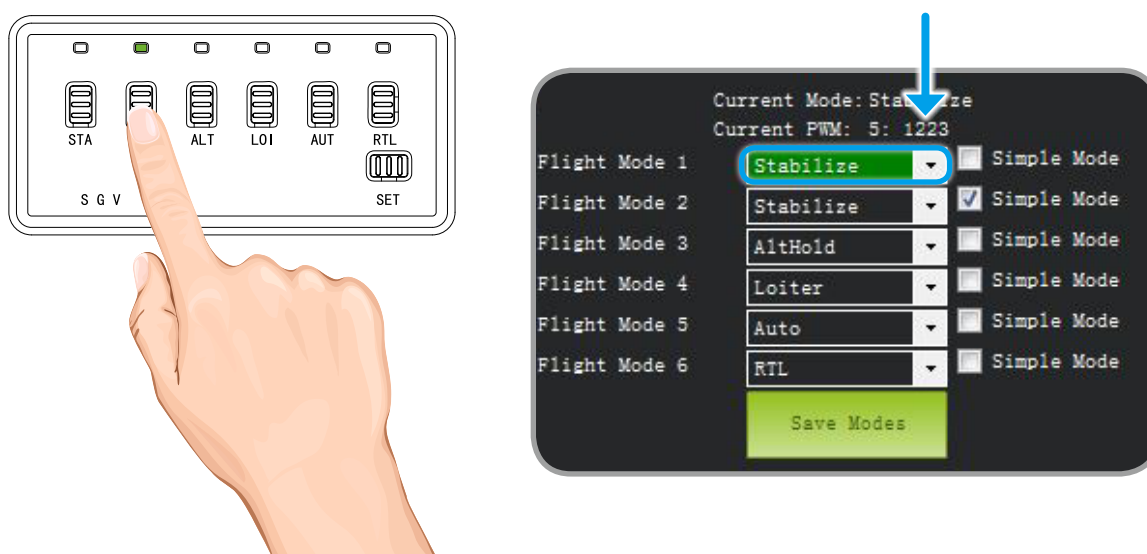 STA ALT LOI AUT RTL
S G V SET
Current Mode: Stabilize
Current PWM: 5: 1223
Flight Mode 1 Stabilize Simple Mode
Flight Mode 2 Stabilize Simple Mode
Flight Mode 3 AltHold Simple Mode
Flight Mode 4 Loiter Simple Mode
Flight Mode 5 Auto Simple Mode
Flight Mode 6 RTL Simple Mode
Save Modes